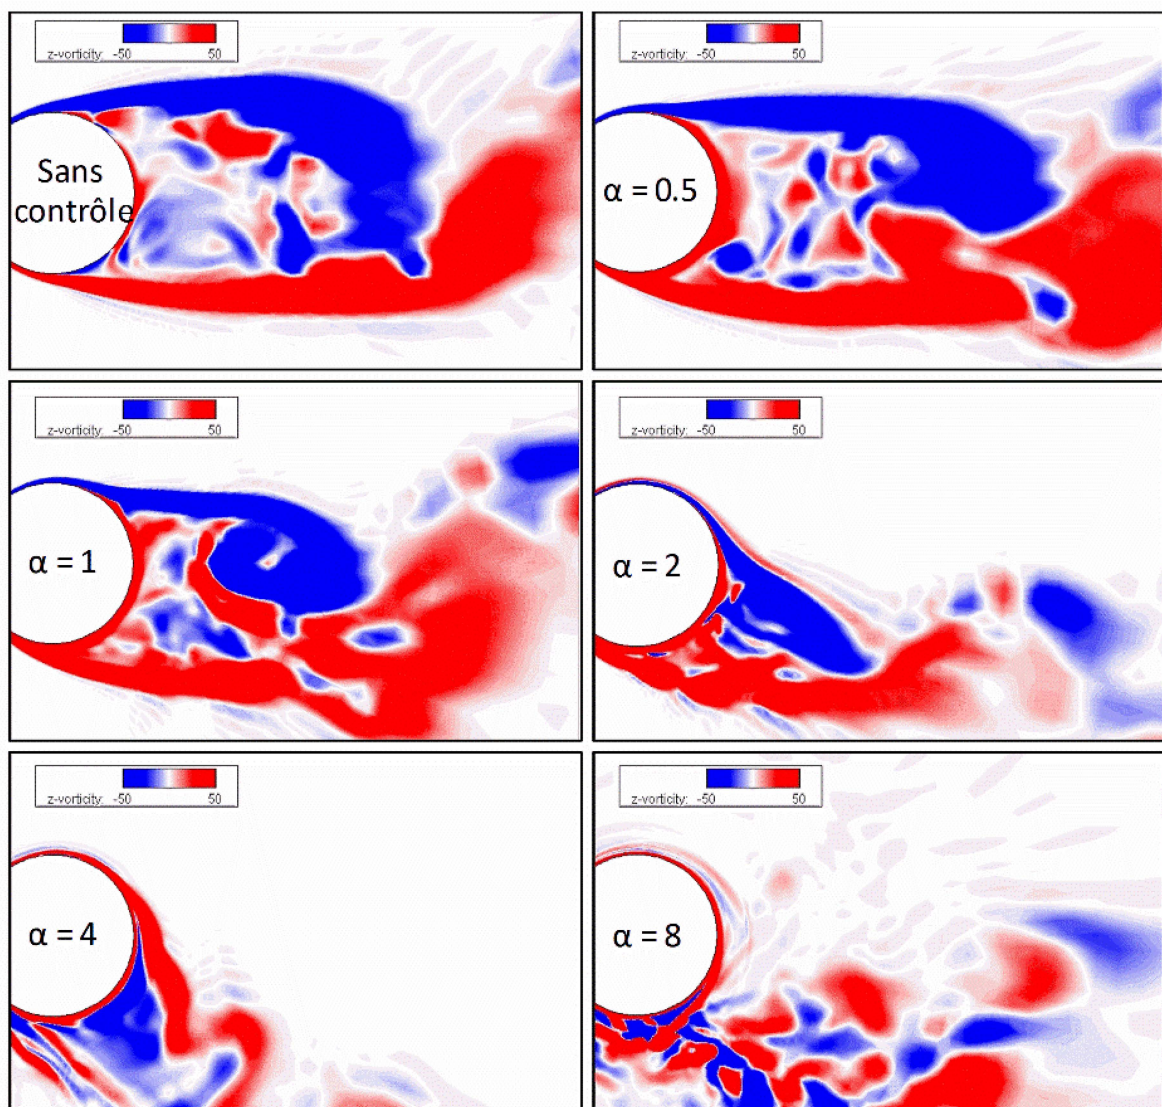 z-vorticity: -50 50
z-vorticity: -50 50
Sans
contrôle
α = 0.5
z-vorticity: -50 50
z-vorticity: -50 50
α = 1
α = 2
z-vorticity: -50 50
z-vorticity: -50 50
α = 4
α = 8